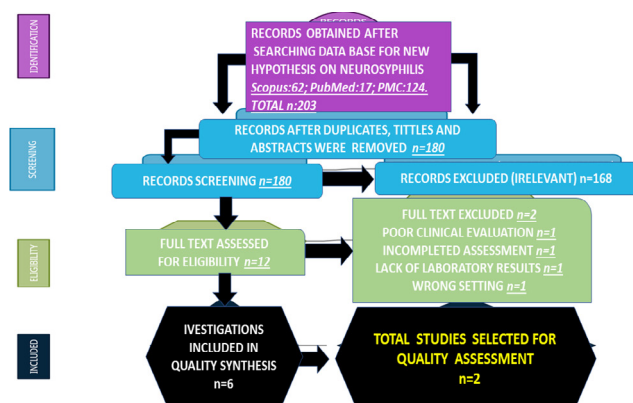 IDENTIFICATION
RECORDS
RECORDS OBTAINED AFTER
SEARCHING DATA BASE FOR NEW
HYPOTHESIS ON NEUROSYPHILIS
Scopus:62; PubMed:17; PMC:124.
TOTAL n:203
SCREENING
RECORDS AFTER DUPLICATES, TITTLES AND
ABSTRACTS WERE REMOVED n=180
RECORDS SCREENING n=180
RECORDS EXCLUDED (IRELEVANT) n=168
ELIGIBILITY
FULL TEXT ASSESSED
FOR ELIGIBILITY n=12
FULL TEXT EXCLUDED n=2
POOR CLINICAL EVALUATION n=1
INCOMPLETED ASSESSMENT n=1
LACK OF LABORATORY RESULTS n=1
WRONG SETTING n=1
INCLUDED
IVESTIGATIONS
INCLUDED IN
QUALITY SYNTHESIS
n=6
TOTAL STUDIES SELECTED FOR
QUALITY ASSESSMENT
n=2